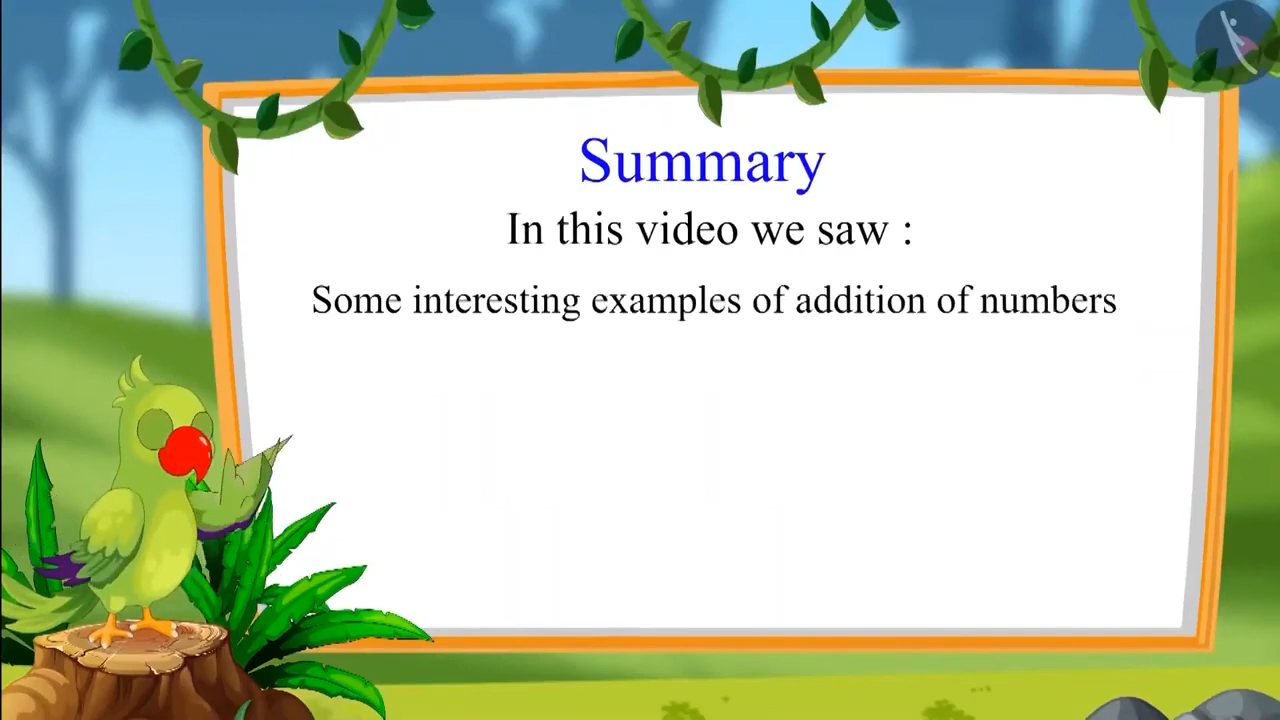 Summary
In this video we saw :
Some interesting examples of addition of numbers